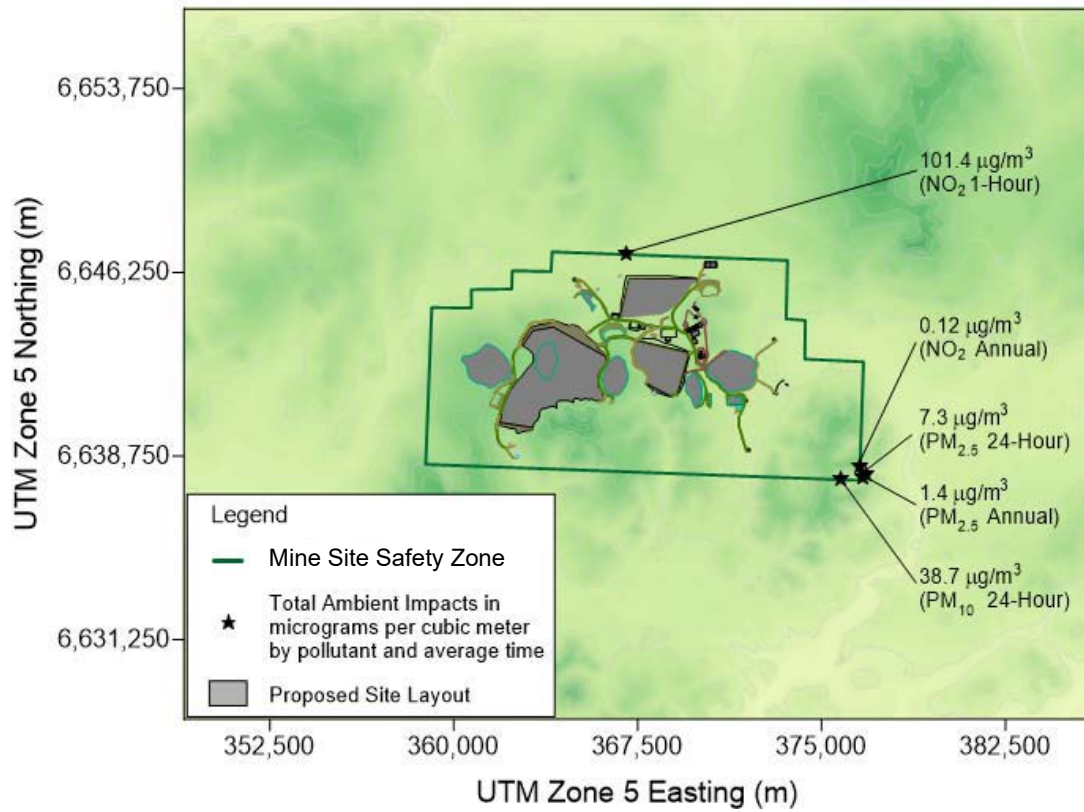 6,653,750
6,646,250
6,638,750
6,631,250
UTM Zone 5 Northing (m)
101.4 µg/m³
(NO₂ 1-Hour)
0.12 µg/m³
(NO₂ Annual)
7.3 µg/m³
(PM₂.₅ 24-Hour)
1.4 µg/m³
(PM₂.₅ Annual)
38.7 µg/m³
(PM₁₀ 24-Hour)
Legend
Mine Site Safety Zone
Total Ambient Impacts in
micrograms per cubic meter
by pollutant and average time
Proposed Site Layout
352,500
360,000
367,500
375,000
382,500
UTM Zone 5 Easting (m)